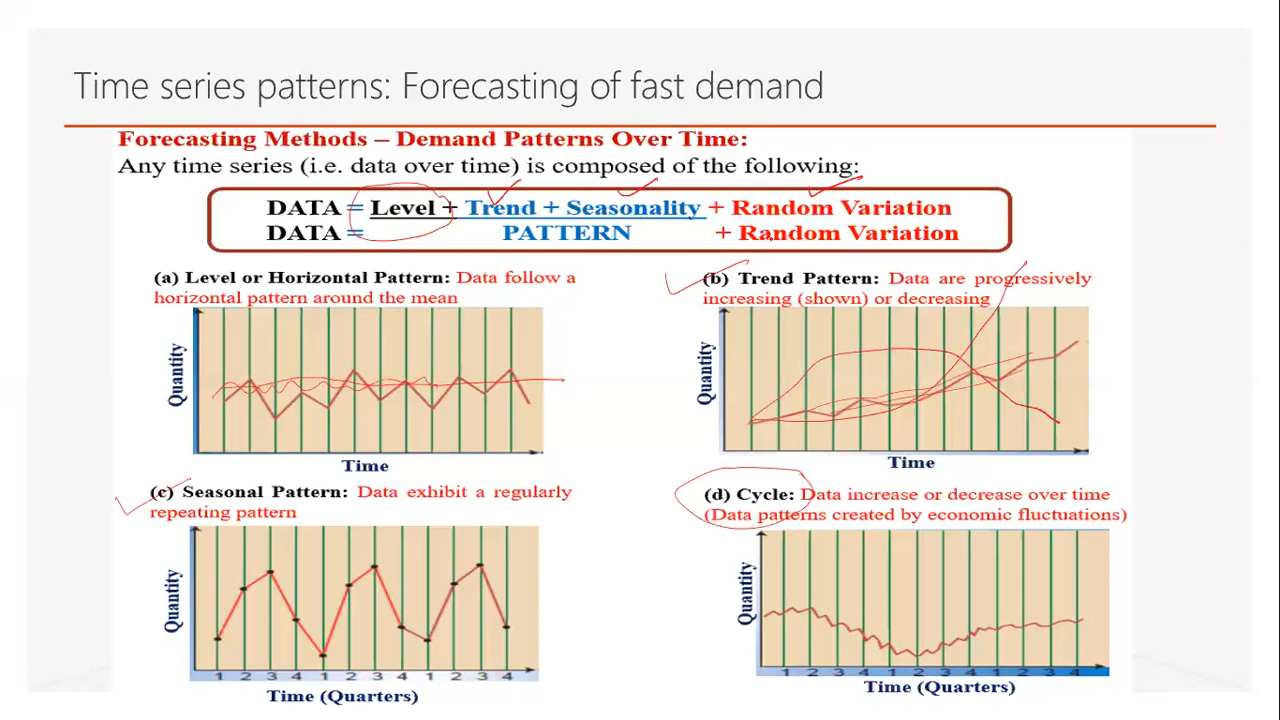 Time series patterns: Forecasting of fast demand
Forecasting Methods – Demand Patterns Over Time:
Any time series (i.e. data over time) is composed of the following:
DATA = Level + Trend + Seasonality + Random Variation
DATA = PATTERN + Random Variation
(a) Level or Horizontal Pattern: Data follow a
horizontal pattern around the mean
Quantity
Time
(b) Trend Pattern: Data are progressively
increasing (shown) or decreasing
Quantity
Time
(c) Seasonal Pattern: Data exhibit a regularly
repeating pattern
Quantity
1 2 3 4 1 2 3 4 1 2 3 4
Time (Quarters)
(d) Cycle: Data increase or decrease over time
(Data patterns created by economic fluctuations)
Quantity
1 2 3 4 1 2 3 4 1 2 3 4
Time (Quarters)